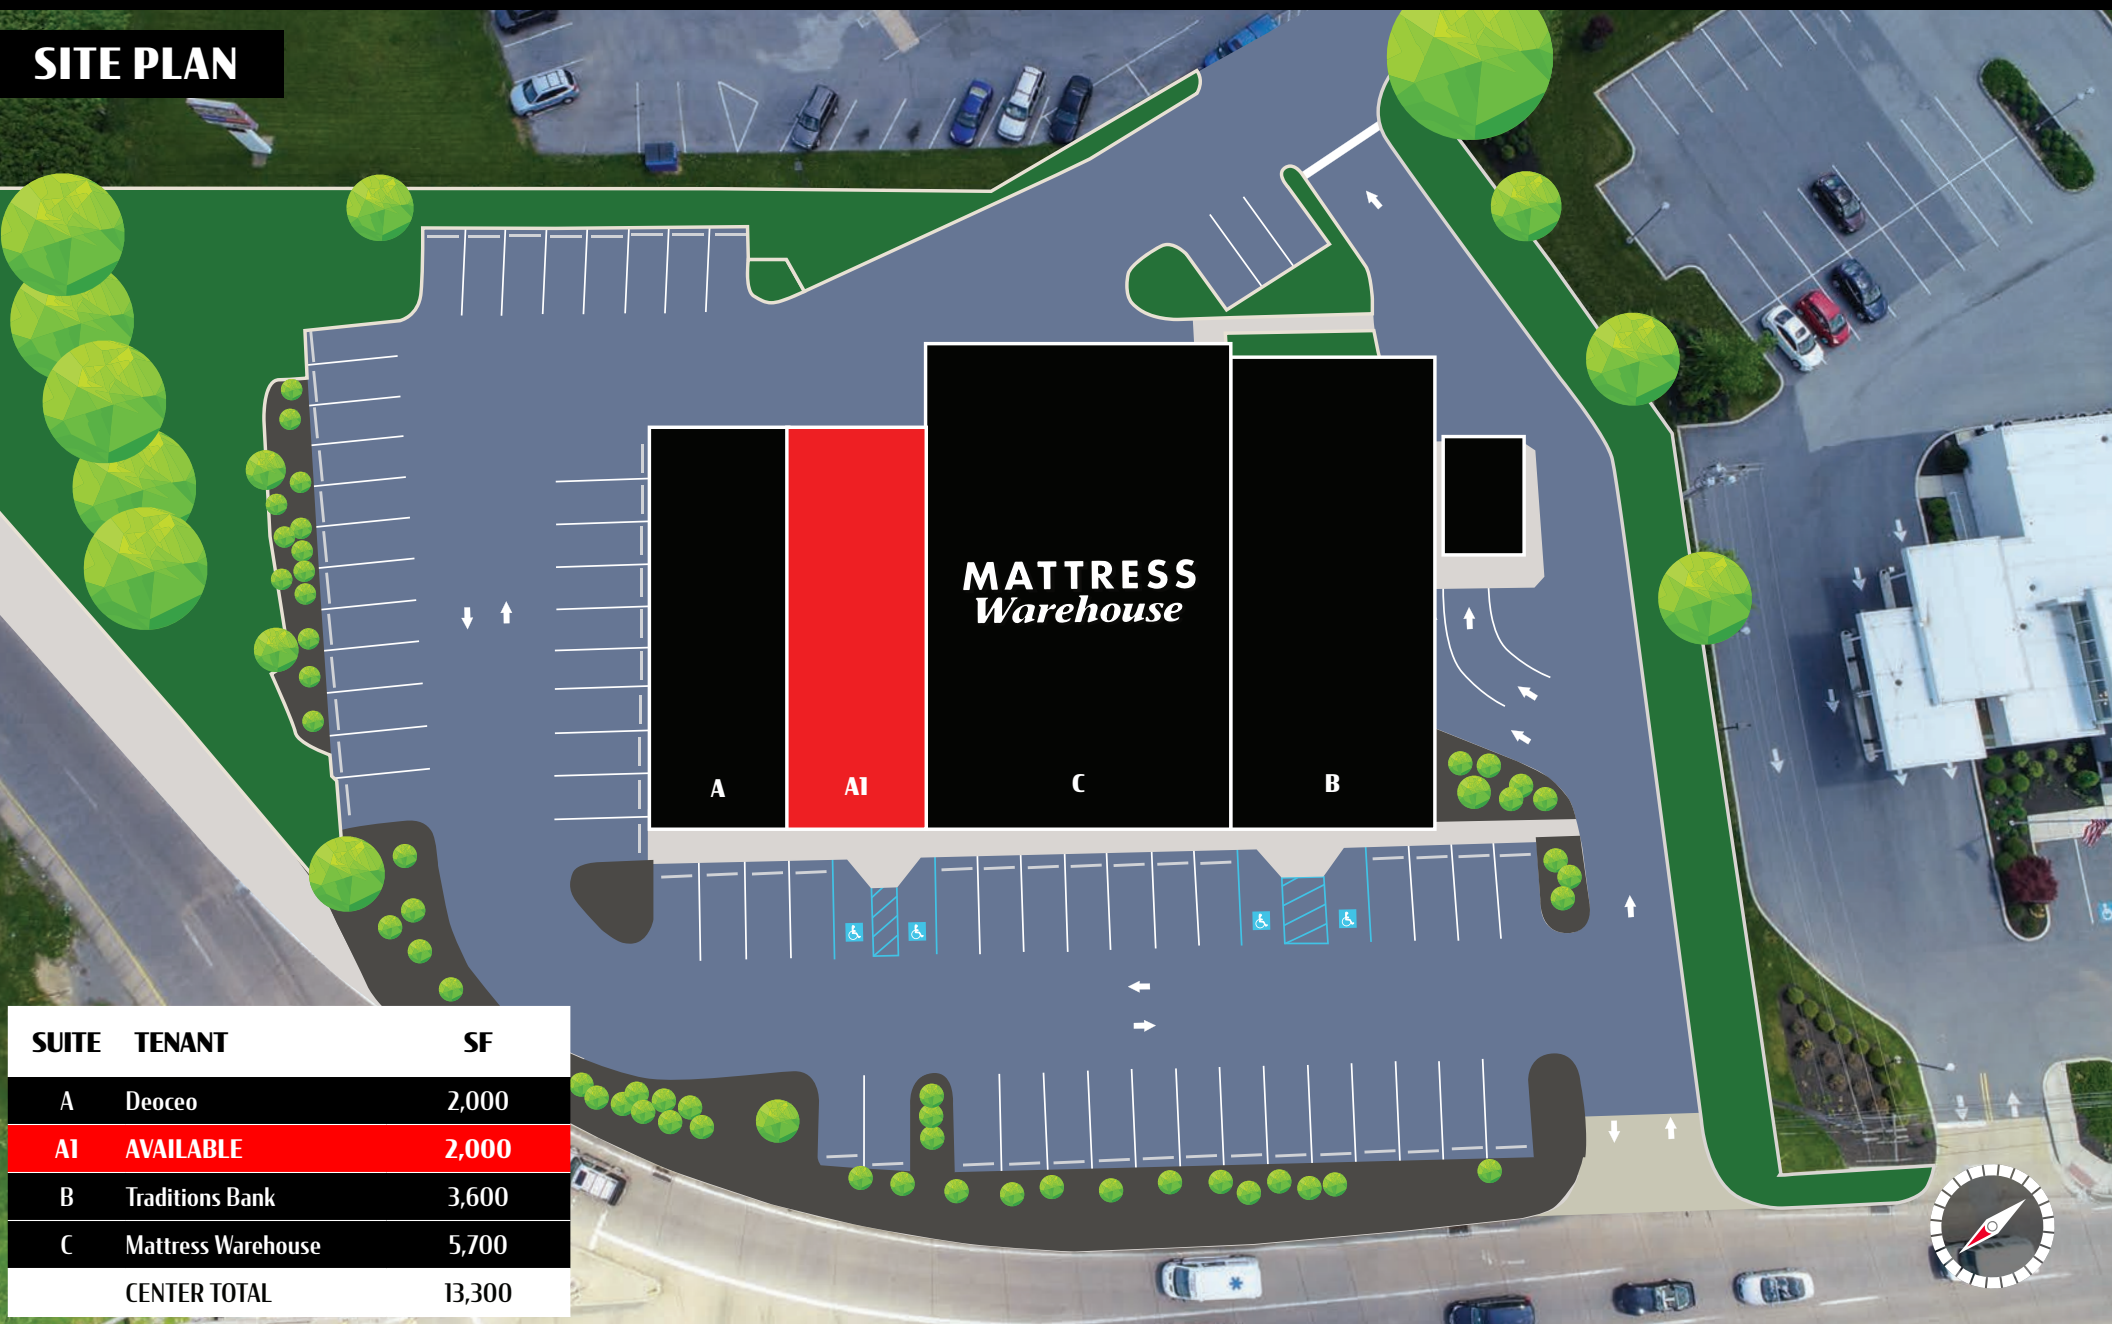 SITE PLAN
MATTRESS
Warehouse
A
A1
C
B
SUITE TENANT SF
A Deoceo 2,000
A1 AVAILABLE 2,000
B Traditions Bank 3,600
C Mattress Warehouse 5,700
CENTER TOTAL 13,300